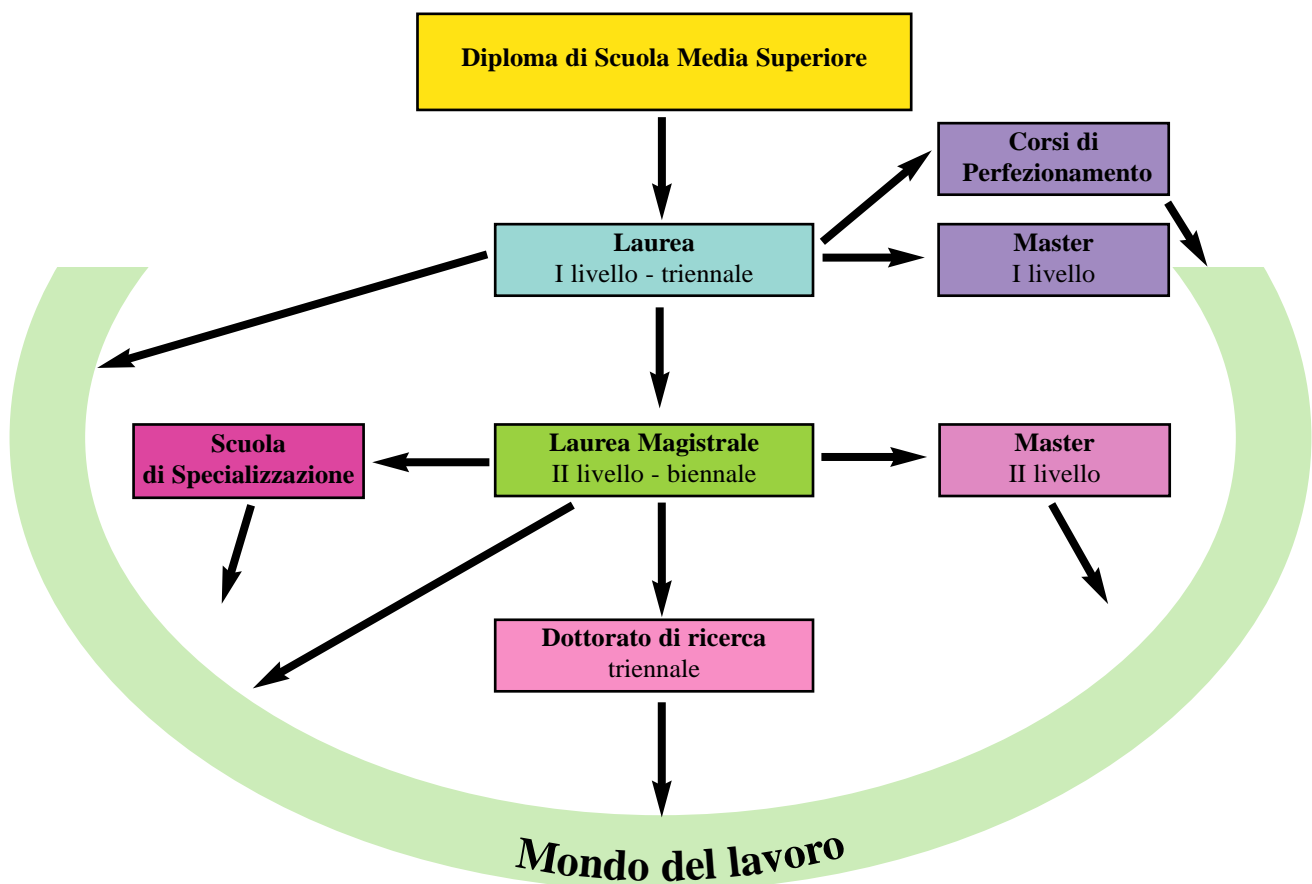 Diploma di Scuola Media Superiore
Corsi di
Perfezionamento
Laurea
I livello - triennale
Master
I livello
Scuola
di Specializzazione
Laurea Magistrale
II livello - biennale
Master
II livello
Dottorato di ricerca
triennale
Mondo del lavoro